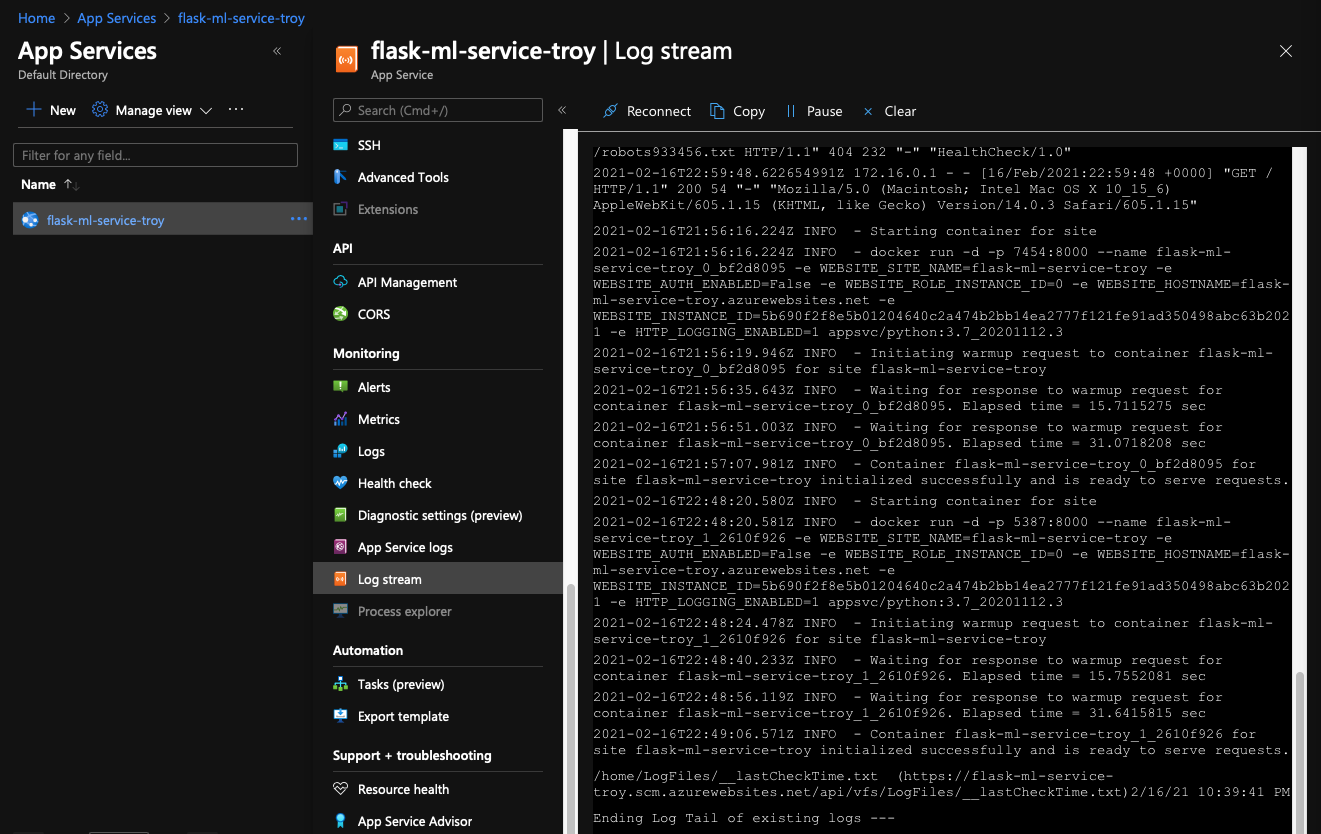 Home > App Services > flask-ml-service-troy
App Services
Default Directory
«
+ New
Manage view
···
Filter for any field...
Name ↑↓
flask-ml-service-troy
···
flask-ml-service-troy | Log stream
App Service
Search (Cmd+/)
«
SSH
Advanced Tools
Extensions
API
API Management
CORS
Monitoring
Alerts
Metrics
Logs
Health check
Diagnostic settings (preview)
App Service logs
Log stream
Process explorer
Automation
Tasks (preview)
Export template
Support + troubleshooting
Resource health
App Service Advisor
Reconnect
Copy
Pause
Clear
/robots933456.txt HTTP/1.1" 404 232 "-" "HealthCheck/1.0"
2021-02-16T22:59:48.622654991Z 172.16.0.1 - - [16/Feb/2021:22:59:48 +0000] "GET /
HTTP/1.1" 200 54 "-" "Mozilla/5.0 (Macintosh; Intel Mac OS X 10_15_6)
AppleWebKit/605.1.15 (KHTML, like Gecko) Version/14.0.3 Safari/605.1.15"
2021-02-16T21:56:16.224Z INFO  - Starting container for site
2021-02-16T21:56:16.224Z INFO  - docker run -d -p 7454:8000 --name flask-ml-
service-troy_0_bf2d8095 -e WEBSITE_SITE_NAME=flask-ml-service-troy -e
WEBSITE_AUTH_ENABLED=False -e WEBSITE_ROLE_INSTANCE_ID=0 -e WEBSITE_HOSTNAME=flask-
ml-service-troy.azurewebsites.net -e
WEBSITE_INSTANCE_ID=5b690f2f8e5b01204640c2a474b2bb14ea2777f121fe91ad350498abc63b202
1 -e HTTP_LOGGING_ENABLED=1 appsvc/python:3.7_20201112.3
2021-02-16T21:56:19.946Z INFO  - Initiating warmup request to container flask-ml-
service-troy_0_bf2d8095 for site flask-ml-service-troy
2021-02-16T21:56:35.643Z INFO  - Waiting for response to warmup request for
container flask-ml-service-troy_0_bf2d8095. Elapsed time = 15.7115275 sec
2021-02-16T21:56:51.003Z INFO  - Waiting for response to warmup request for
container flask-ml-service-troy_0_bf2d8095. Elapsed time = 31.0718208 sec
2021-02-16T21:57:07.981Z INFO  - Container flask-ml-service-troy_0_bf2d8095 for
site flask-ml-service-troy initialized successfully and is ready to serve requests.
2021-02-16T22:48:20.580Z INFO  - Starting container for site
2021-02-16T22:48:20.581Z INFO  - docker run -d -p 5387:8000 --name flask-ml-
service-troy_1_2610f926 -e WEBSITE_SITE_NAME=flask-ml-service-troy -e
WEBSITE_AUTH_ENABLED=False -e WEBSITE_ROLE_INSTANCE_ID=0 -e WEBSITE_HOSTNAME=flask-
ml-service-troy.azurewebsites.net -e
WEBSITE_INSTANCE_ID=5b690f2f8e5b01204640c2a474b2bb14ea2777f121fe91ad350498abc63b202
1 -e HTTP_LOGGING_ENABLED=1 appsvc/python:3.7_20201112.3
2021-02-16T22:48:24.478Z INFO  - Initiating warmup request to container flask-ml-
service-troy_1_2610f926 for site flask-ml-service-troy
2021-02-16T22:48:40.233Z INFO  - Waiting for response to warmup request for
container flask-ml-service-troy_1_2610f926. Elapsed time = 15.7552081 sec
2021-02-16T22:48:56.119Z INFO  - Waiting for response to warmup request for
container flask-ml-service-troy_1_2610f926. Elapsed time = 31.6415815 sec
2021-02-16T22:49:06.571Z INFO  - Container flask-ml-service-troy_1_2610f926 for
site flask-ml-service-troy initialized successfully and is ready to serve requests.
/home/LogFiles/__lastCheckTime.txt  (https://flask-ml-service-
troy.scm.azurewebsites.net/api/vfs/LogFiles/__lastCheckTime.txt)2/16/21 10:39:41 PM
Ending Log Tail of existing logs ---